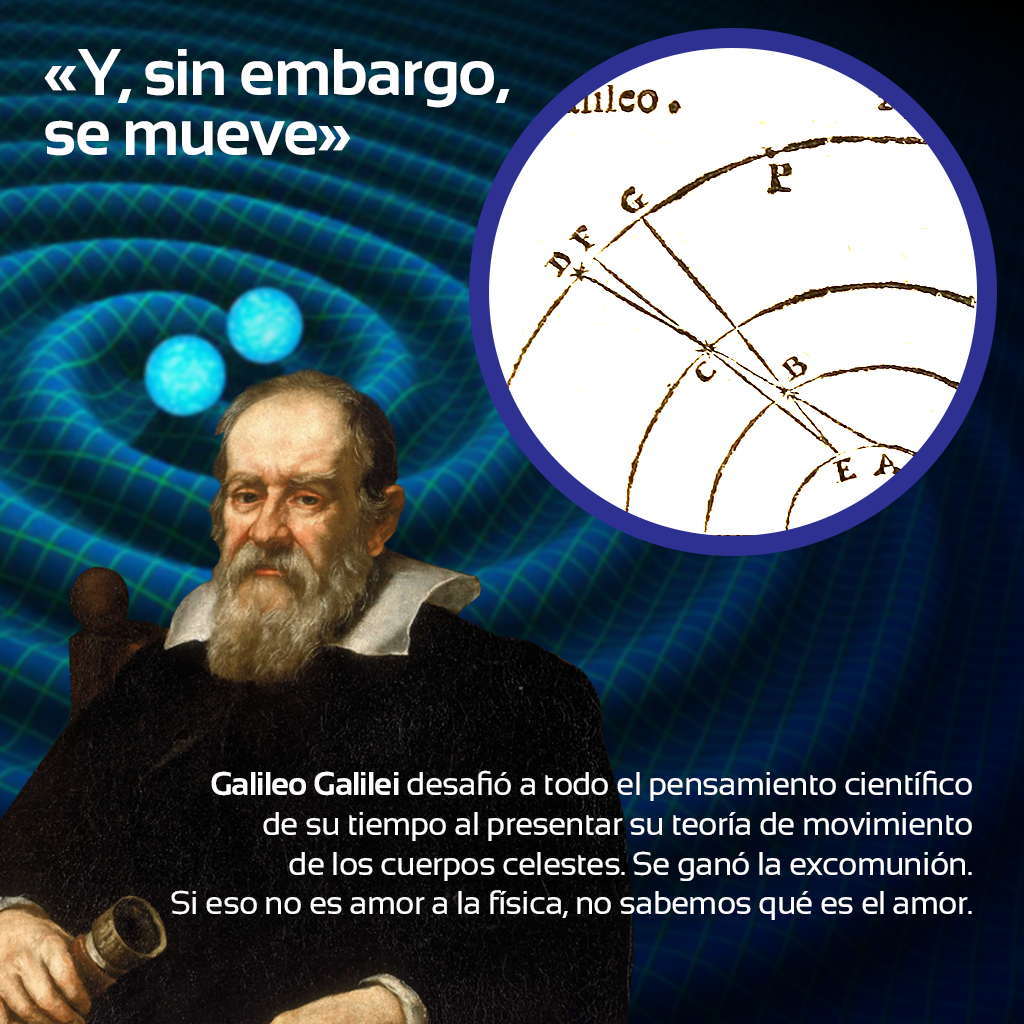 «Y, sin embargo,
se mueve»
P
G
F
D
C
B
E A
Galileo Galilei desafió a todo el pensamiento científico
de su tiempo al presentar su teoría de movimiento
de los cuerpos celestes. Se ganó la excomunión.
Si eso no es amor a la física, no sabemos qué es el amor.